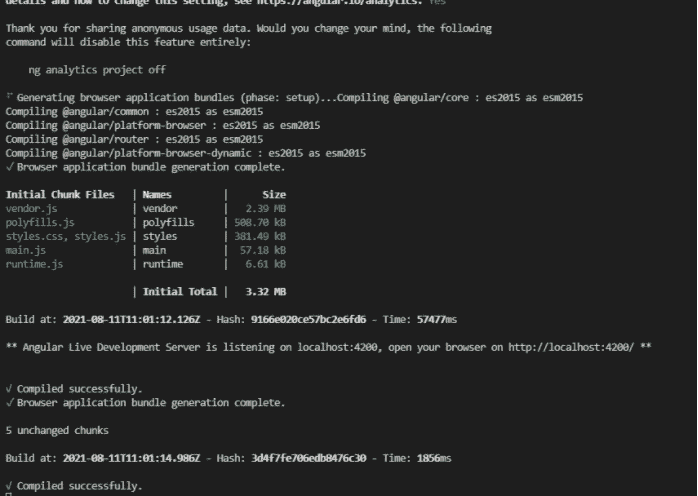 details and how to change this setting, see https://angular.io/analytics. Yes
Thank you for sharing anonymous usage data. Would you change your mind, the following
command will disable this feature entirely:
ng analytics project off
Generating browser application bundles (phase: setup)...Compiling @angular/core : es2015 as esm2015
Compiling @angular/common : es2015 as esm2015
Compiling @angular/platform-browser : es2015 as esm2015
Compiling @angular/router : es2015 as esm2015
Compiling @angular/platform-browser-dynamic : es2015 as esm2015
√ Browser application bundle generation complete.
Initial Chunk Files | Names | Size
vendor.js | vendor | 2.39 MB
polyfills.js | polyfills | 508.70 kB
styles.css, styles.js | styles | 381.49 kB
main.js | main | 57.18 kB
runtime.js | runtime | 6.61 kB
| Initial Total | 3.32 MB
Build at: 2021-08-11T11:01:12.126Z - Hash: 9166e020ce57bc2e6fd6 - Time: 57477ms
** Angular Live Development Server is listening on localhost:4200, open your browser on http://localhost:4200/ **
√ Compiled successfully.
√ Browser application bundle generation complete.
5 unchanged chunks
Build at: 2021-08-11T11:01:14.986Z - Hash: 3d4f7fe706edb8476c30 - Time: 1856ms
√ Compiled successfully.